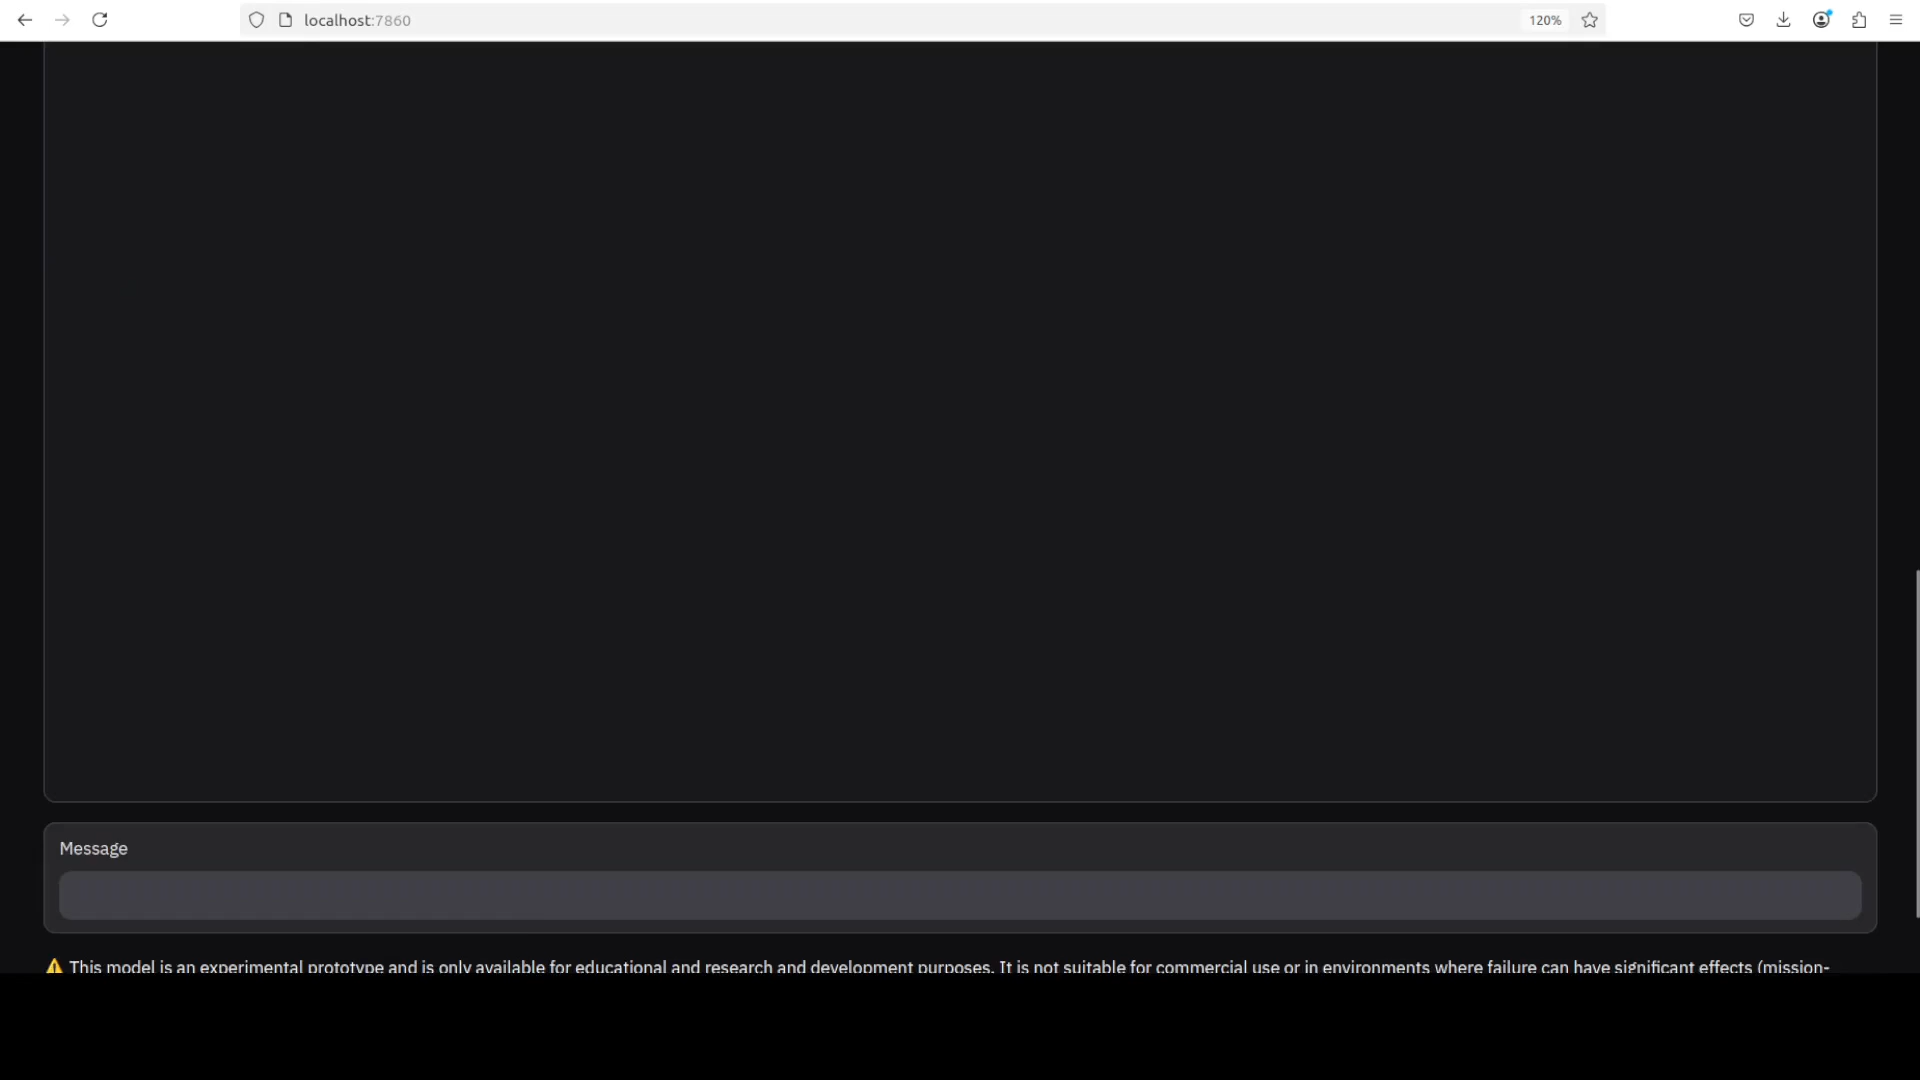 localhost:7860
120%
Message
⚠ This model is an experimental prototype and is only available for educational and research and development purposes. It is not suitable for commercial use or in environments where failure can have significant effects (mission-